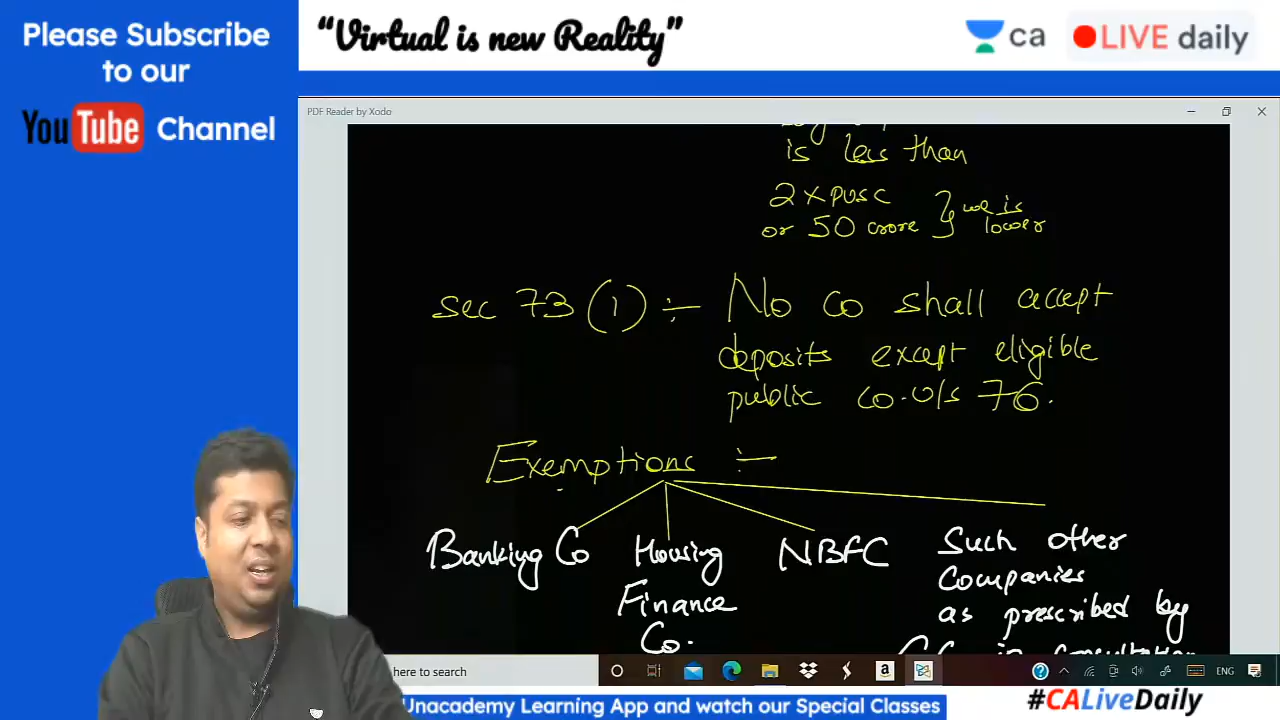 Please Subscribe
to our
YouTube Channel
“Virtual is new Reality”
ca
LIVE daily
PDF Reader by Xodo
is less than
2 x PUSC
or 50 crore
lower
sec 73 (1) :- No co shall accept
deposits except eligible
public co. u/s 76.
Exemptions :-
Banking Co
Housing
Finance
Co.
NBFC
Such other
Companies
as prescribed by
CG in consultation
here to search
ENG
Unacademy Learning App and watch our Special Classes
#CALiveDaily